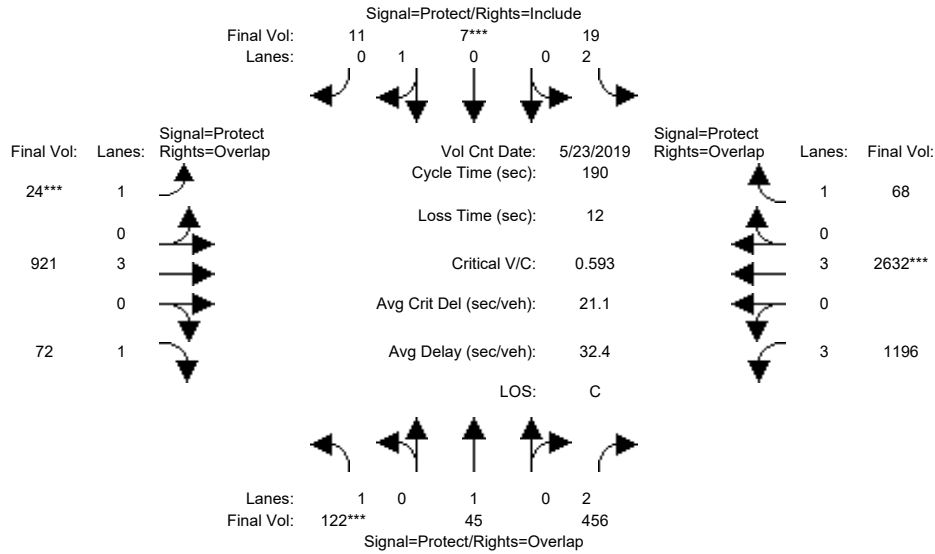 Signal=Protect/Rights=Include
Final Vol: 11 7*** 19
Lanes: 0 1 0 0 2
Signal=Protect Signal=Protect
Final Vol: Lanes: Rights=Overlap Vol Cnt Date: 5/23/2019 Rights=Overlap Lanes: Final Vol:
Cycle Time (sec): 190
24*** 1 1 68
Loss Time (sec): 12
0 0
921 3 Critical V/C: 0.593 3 2632***
0 Avg Crit Del (sec/veh): 21.1 0
72 1 Avg Delay (sec/veh): 32.4 3 1196
LOS: C
Lanes: 1 0 1 0 2
Final Vol: 122*** 45 456
Signal=Protect/Rights=Overlap